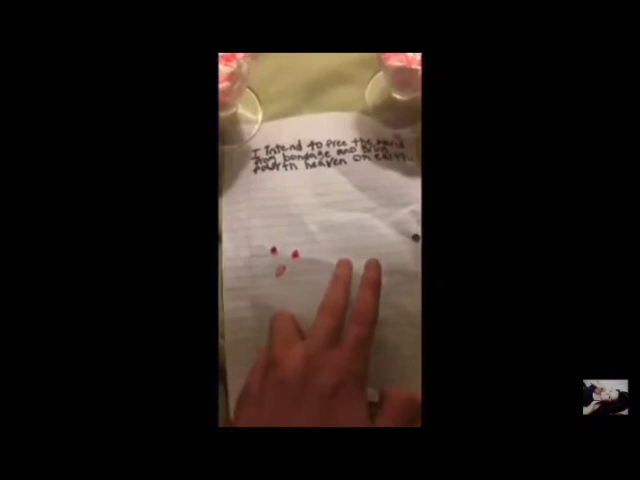 I intend to free the world
from bondage and bring
fourth heaven on earth.